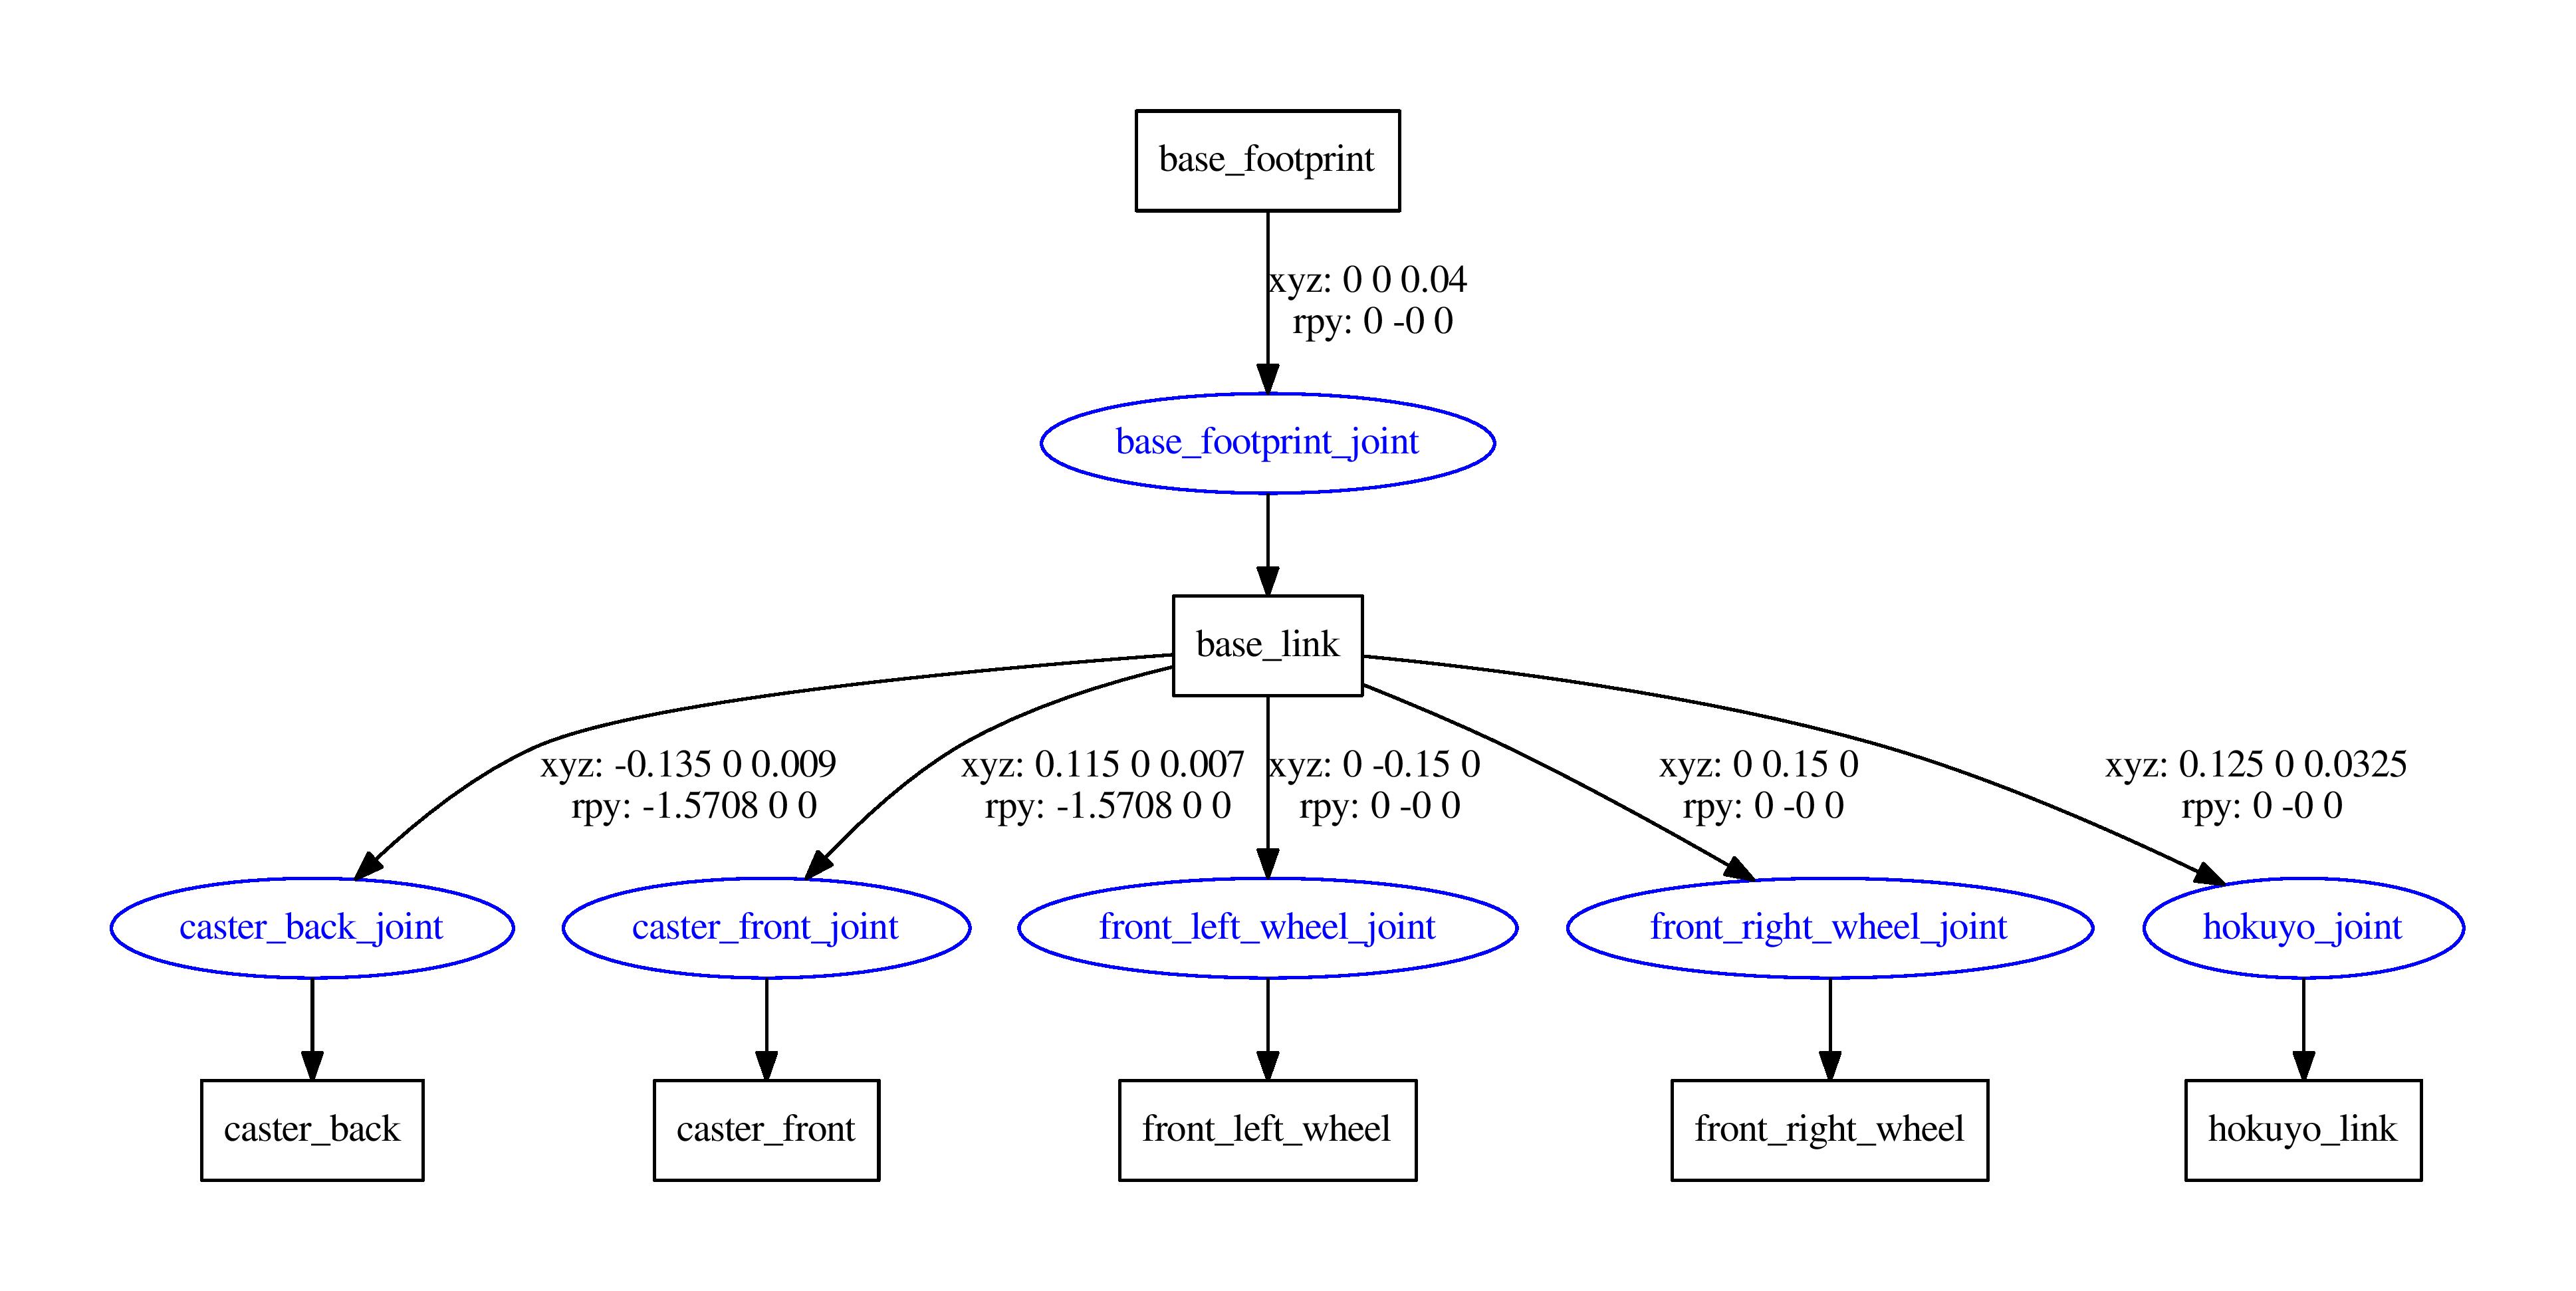 base_footprint
xyz: 0 0 0.04
rpy: 0 -0 0
base_footprint_joint
base_link
xyz: -0.135 0 0.009
rpy: -1.5708 0 0
xyz: 0.115 0 0.007
rpy: -1.5708 0 0
xyz: 0 -0.15 0
rpy: 0 -0 0
xyz: 0 0.15 0
rpy: 0 -0 0
xyz: 0.125 0 0.0325
rpy: 0 -0 0
caster_back_joint
caster_front_joint
front_left_wheel_joint
front_right_wheel_joint
hokuyo_joint
caster_back
caster_front
front_left_wheel
front_right_wheel
hokuyo_link